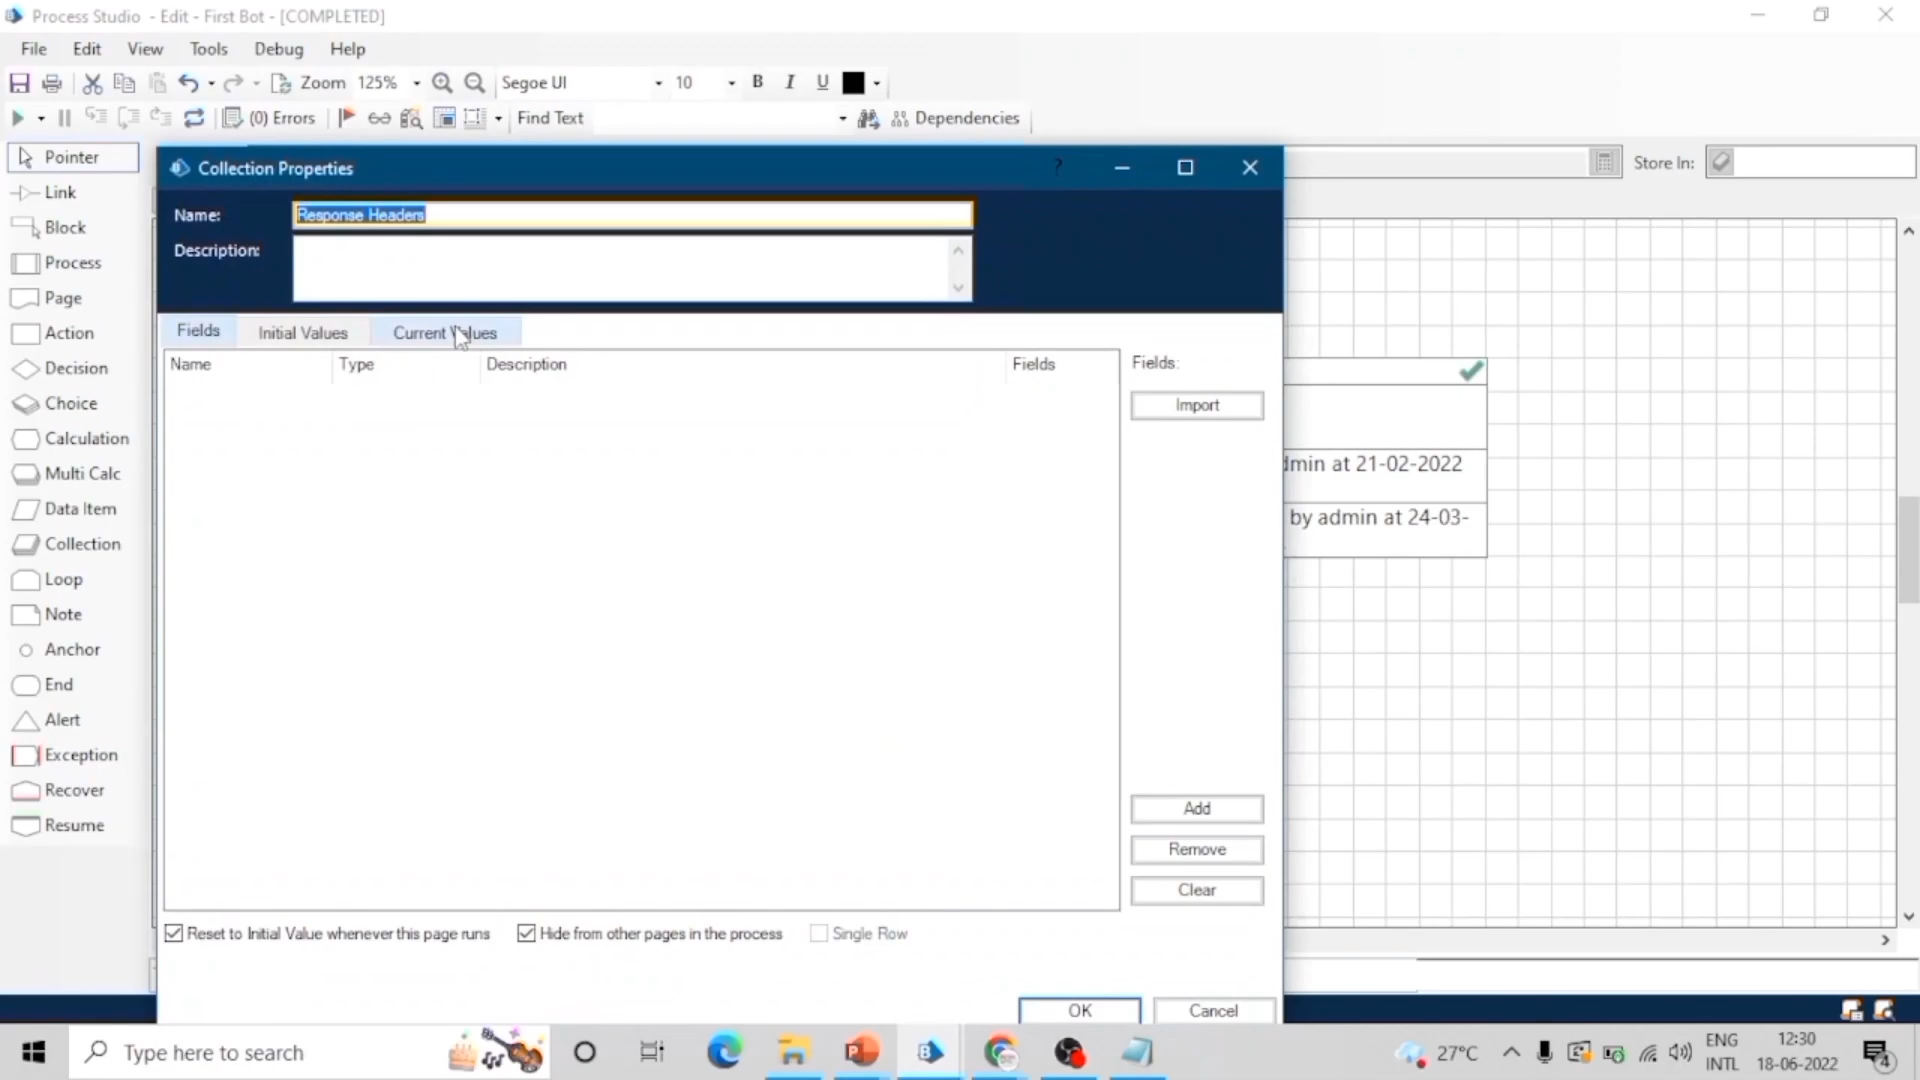 Process Studio - Edit - First Bot - [COMPLETED]
File Edit View Tools Debug Help
Zoom 125% Segoe UI 10 B I U
(0) Errors Find Text Dependencies
Pointer
Link
Block
Process
Page
Action
Decision
Choice
Calculation
Multi Calc
Data Item
Collection
Loop
Note
Anchor
End
Alert
Exception
Recover
Resume
Collection Properties ?
Store In:
Name: Response Headers
Description:
Fields Initial Values Current Values
Name Type Description Fields
Fields:
Import
Add
Remove
Clear
Reset to Initial Value whenever this page runs Hide from other pages in the process Single Row
OK Cancel
dmin at 21-02-2022
by admin at 24-03-
Type here to search
27°C ENG INTL 12:30 18-06-2022 4